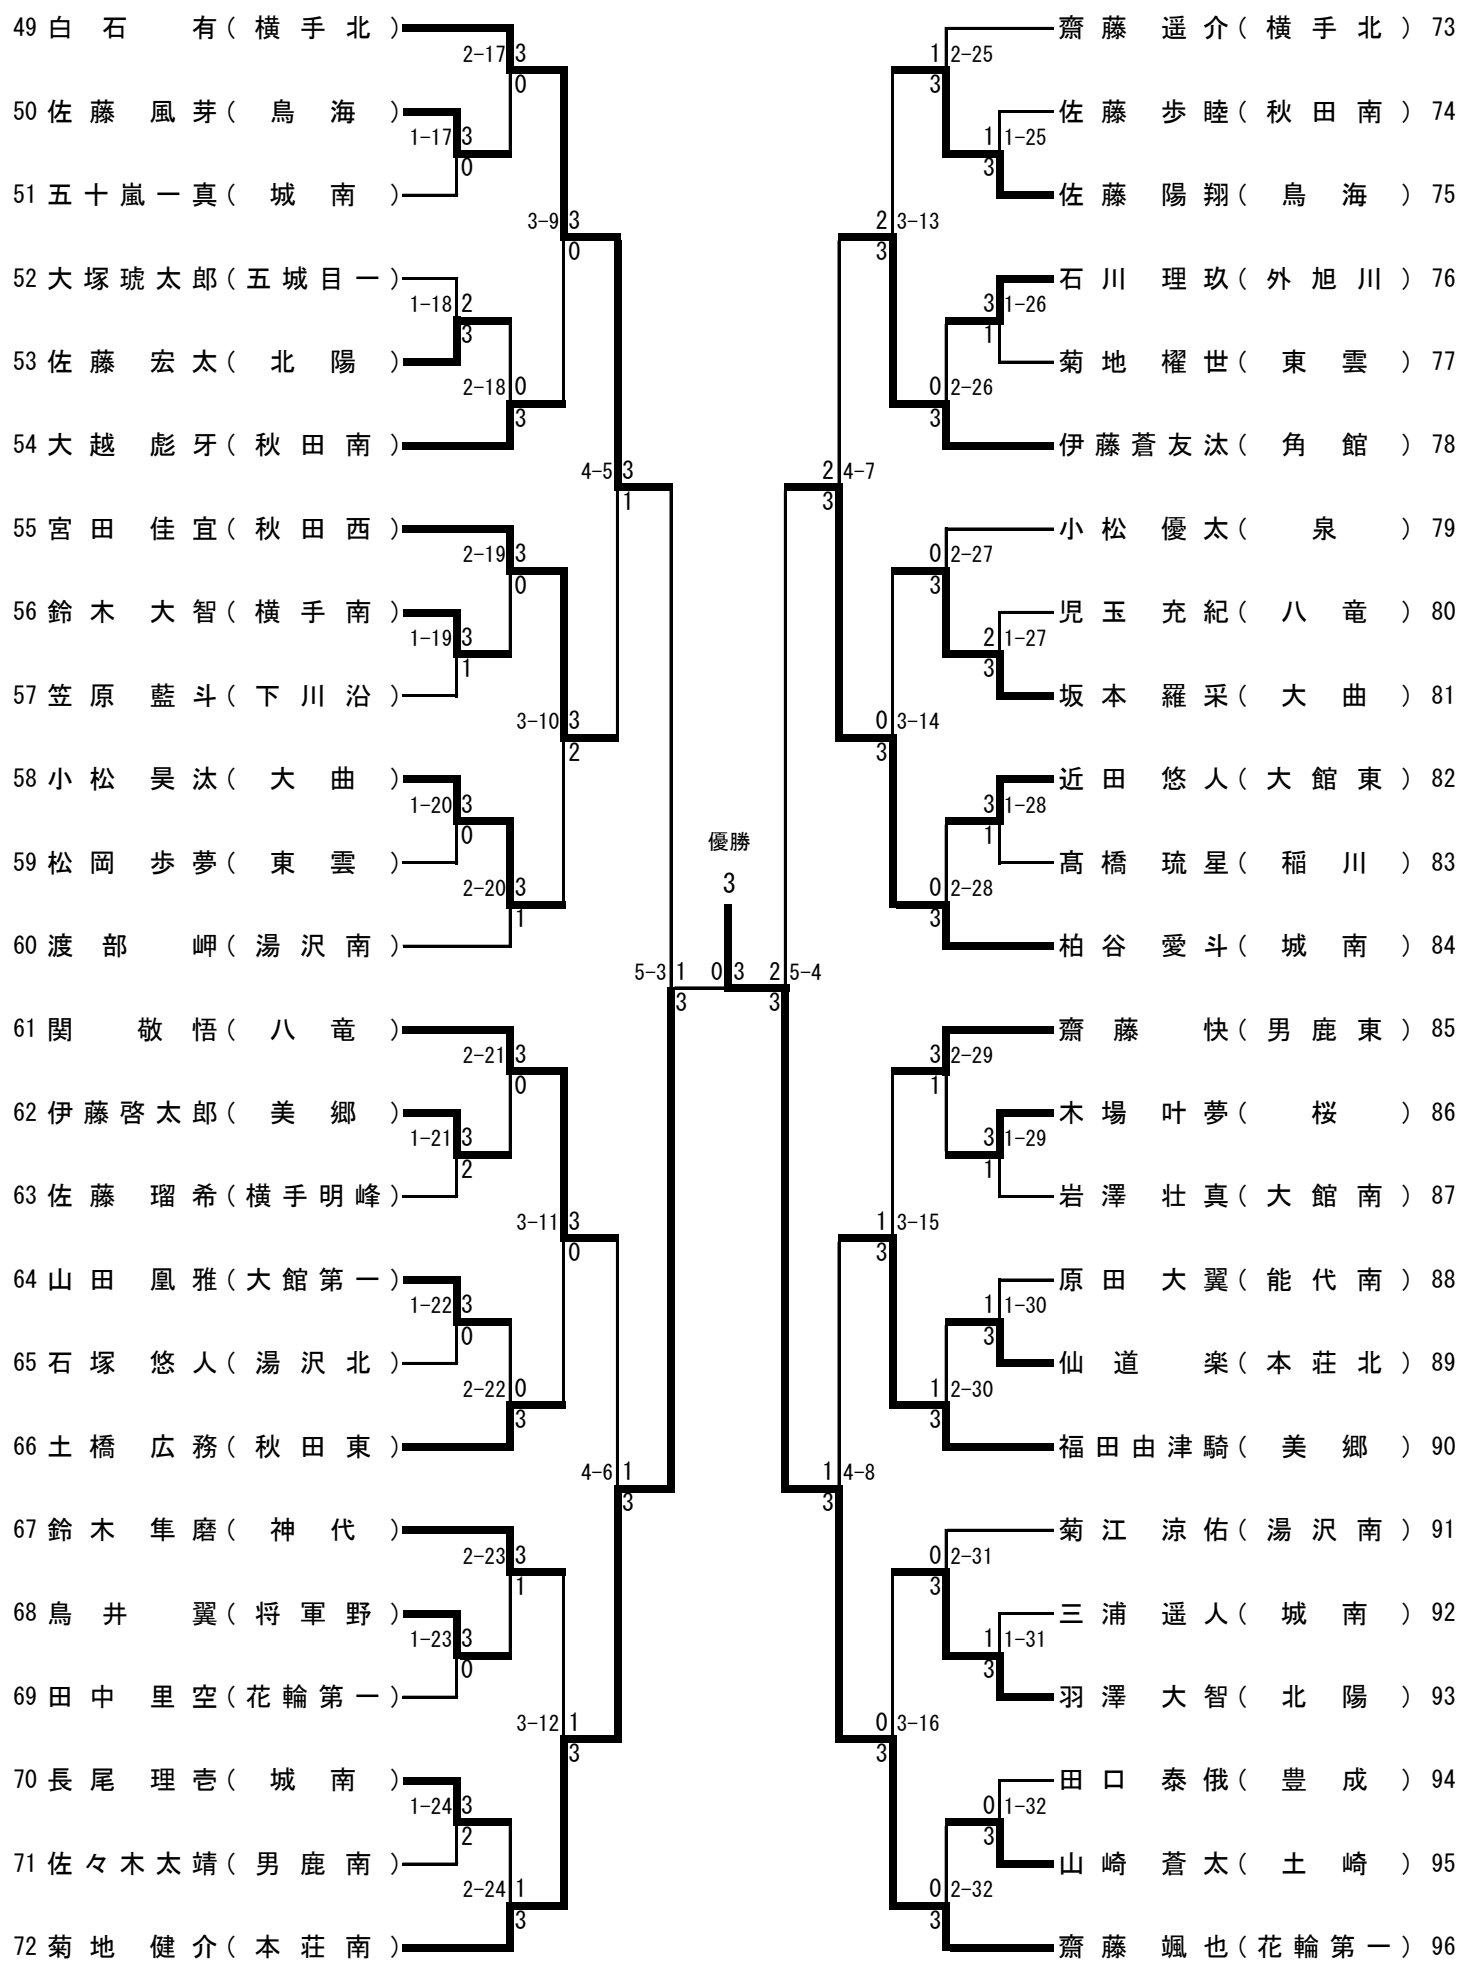 49 白石 有(横手北)
2-17 3
0
50 佐藤 風芽(鳥海)
1-17 3
0
51 五十嵐一真(城南)
3-9 3
0
52 大塚琥太郎(五城目一)
1-18 2
3
53 佐藤 宏太(北陽)
2-18 0
3
54 大越 彪牙(秋田南)
4-5 3
1
55 宮田 佳宜(秋田西)
2-19 3
0
56 鈴木 大智(横手南)
1-19 3
1
57 笠原 藍斗(下川沿)
3-10 3
2
58 小松 昊汰(大曲)
1-20 3
0
59 松岡 歩夢(東雲)
2-20 3
1
60 渡部 岬(湯沢南)
5-3 1
3
61 関 敬悟(八竜)
2-21 3
0
62 伊藤啓太郎(美郷)
1-21 3
2
63 佐藤 瑠希(横手明峰)
3-11 3
0
64 山田 凰雅(大館第一)
1-22 3
0
65 石塚 悠人(湯沢北)
2-22 0
3
66 土橋 広務(秋田東)
4-6 1
3
67 鈴木 隼磨(神代)
2-23 3
1
68 鳥井 翼(将軍野)
1-23 3
0
69 田中 里空(花輪第一)
3-12 1
3
70 長尾 理壱(城南)
1-24 3
2
71 佐々木太靖(男鹿南)
2-24 1
3
72 菊地 健介(本荘南)
優勝
3
0 3
齋藤 遥介(横手北) 73
1 2-25
3
佐藤 歩睦(秋田南) 74
1 1-25
3
佐藤 陽翔(鳥海) 75
2 3-13
3
石川 理玖(外旭川) 76
3 1-26
1
菊地 櫂世(東雲) 77
0 2-26
3
伊藤蒼友汰(角館) 78
2 4-7
3
小松 優太(泉) 79
0 2-27
3
児玉 充紀(八竜) 80
2 1-27
3
坂本 羅采(大曲) 81
0 3-14
3
近田 悠人(大館東) 82
3 1-28
1
髙橋 琉星(稲川) 83
0 2-28
3
柏谷 愛斗(城南) 84
2 5-4
3
齋藤 快(男鹿東) 85
3 2-29
1
木場 叶夢(桜) 86
3 1-29
1
岩澤 壮真(大館南) 87
1 3-15
3
原田 大翼(能代南) 88
1 1-30
3
仙道 楽(本荘北) 89
1 2-30
3
福田由津騎(美郷) 90
1 4-8
3
菊江 涼佑(湯沢南) 91
0 2-31
3
三浦 遥人(城南) 92
1 1-31
3
羽澤 大智(北陽) 93
0 3-16
3
田口 泰俄(豊成) 94
0 1-32
3
山崎 蒼太(土崎) 95
0 2-32
3
齋藤 颯也(花輪第一) 96